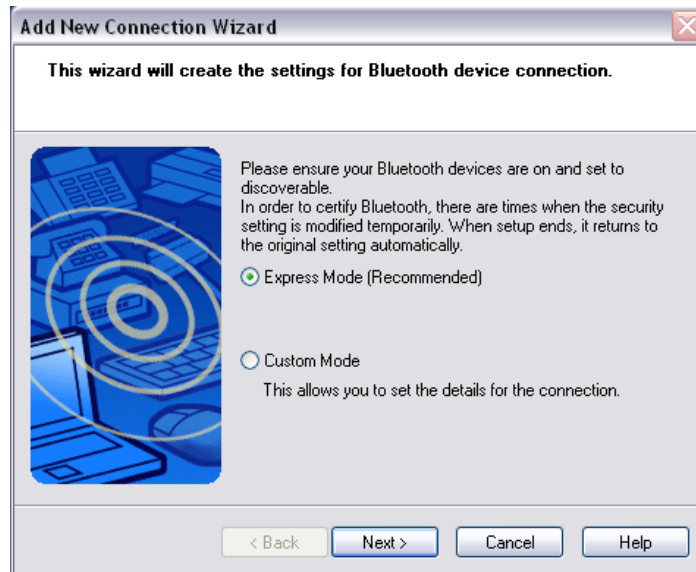 Add New Connection Wizard
This wizard will create the settings for Bluetooth device connection.
Please ensure your Bluetooth devices are on and set to
discoverable.
In order to certify Bluetooth, there are times when the security
setting is modified temporarily. When setup ends, it returns to
the original setting automatically.
Express Mode (Recommended)
Custom Mode
This allows you to set the details for the connection.
< Back Next > Cancel Help